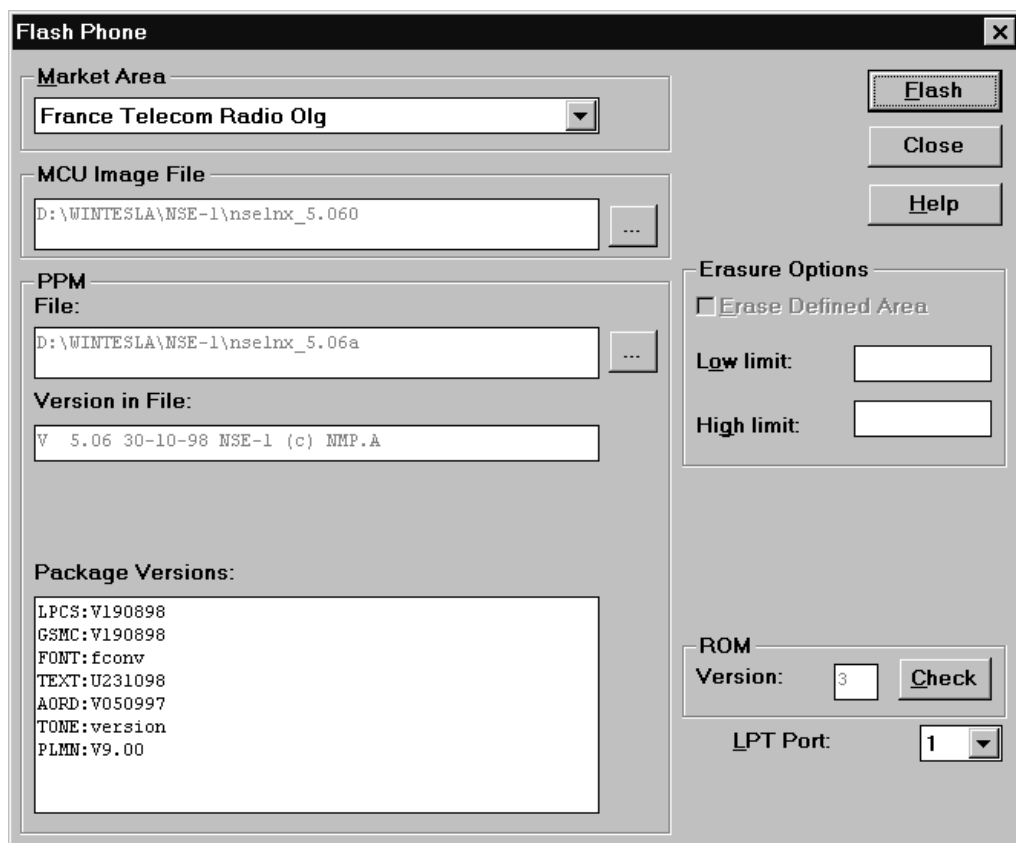 Flash Phone
Market Area
France Telecom Radio Olg
Flash
Close
Help
MCU Image File
D:\WINTESLA\NSE-1\nse1nx_5.060
...
PPM
File:
D:\WINTESLA\NSE-1\nse1nx_5.06a
...
Version in File:
V 5.06 30-10-98 NSE-1 (c) NMP.A
Package Versions:
LPCS:V190898
GSMC:V190898
FONT:fconv
TEXT:U231098
AORD:V050997
TONE:version
PLMN:V9.00
Erasure Options
Erase Defined Area
Low limit:
High limit:
ROM
Version: 3 Check
LPT Port: 1